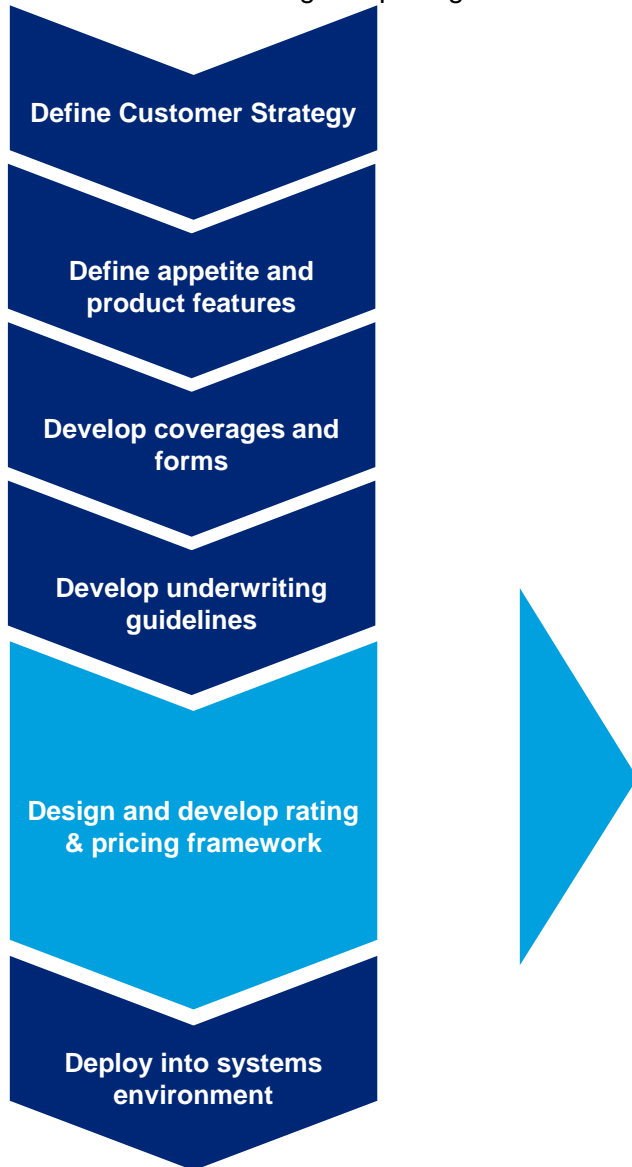 Define Customer Strategy
Define appetite and
product features
Develop coverages and
forms
Develop underwriting
guidelines
Design and develop rating
& pricing framework
Deploy into systems
environment